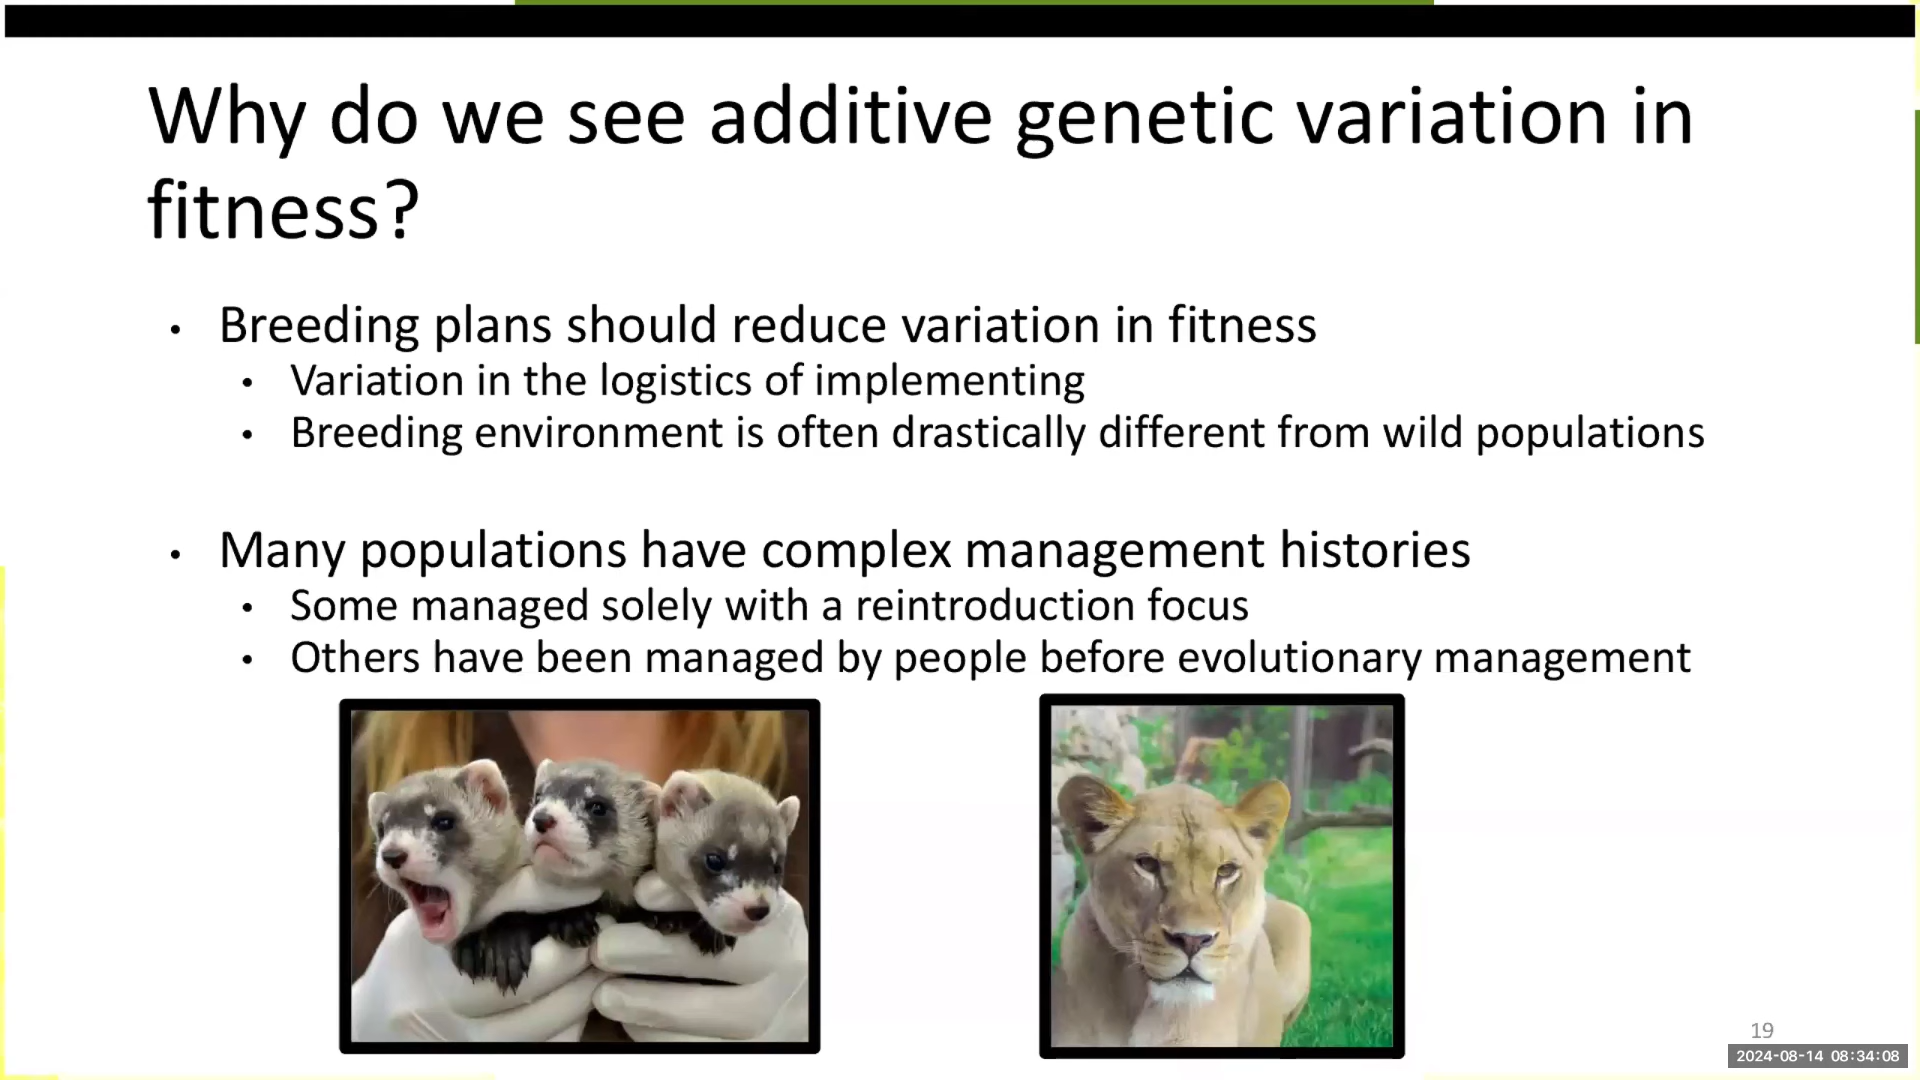 Why do we see additive genetic variation in
fitness?
• Breeding plans should reduce variation in fitness
• Variation in the logistics of implementing
• Breeding environment is often drastically different from wild populations
• Many populations have complex management histories
• Some managed solely with a reintroduction focus
• Others have been managed by people before evolutionary management
19
2024-08-14 08:34:08